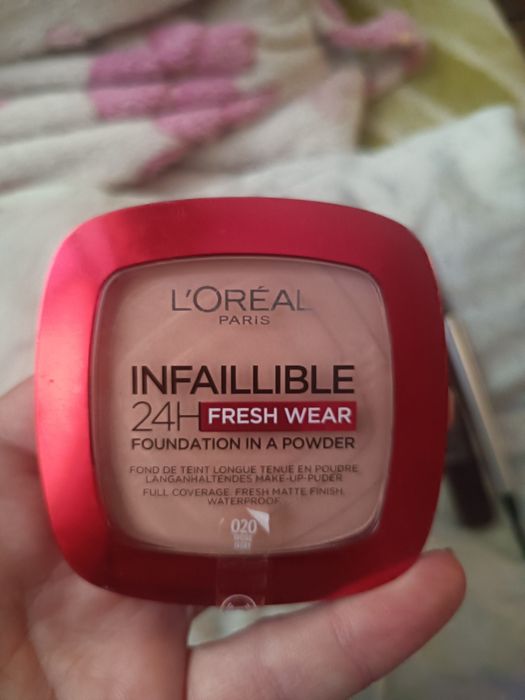 L'ORÉAL
PARIS
INFAILLIBLE
24H FRESH WEAR
FOUNDATION IN A POWDER
FOND DE TEINT LONGUE TENUE EN POUDRE
LANGANHALTENDES MAKE-UP-PUDER
FULL COVERAGE. FRESH MATTE FINISH.
WATERPROOF.
020